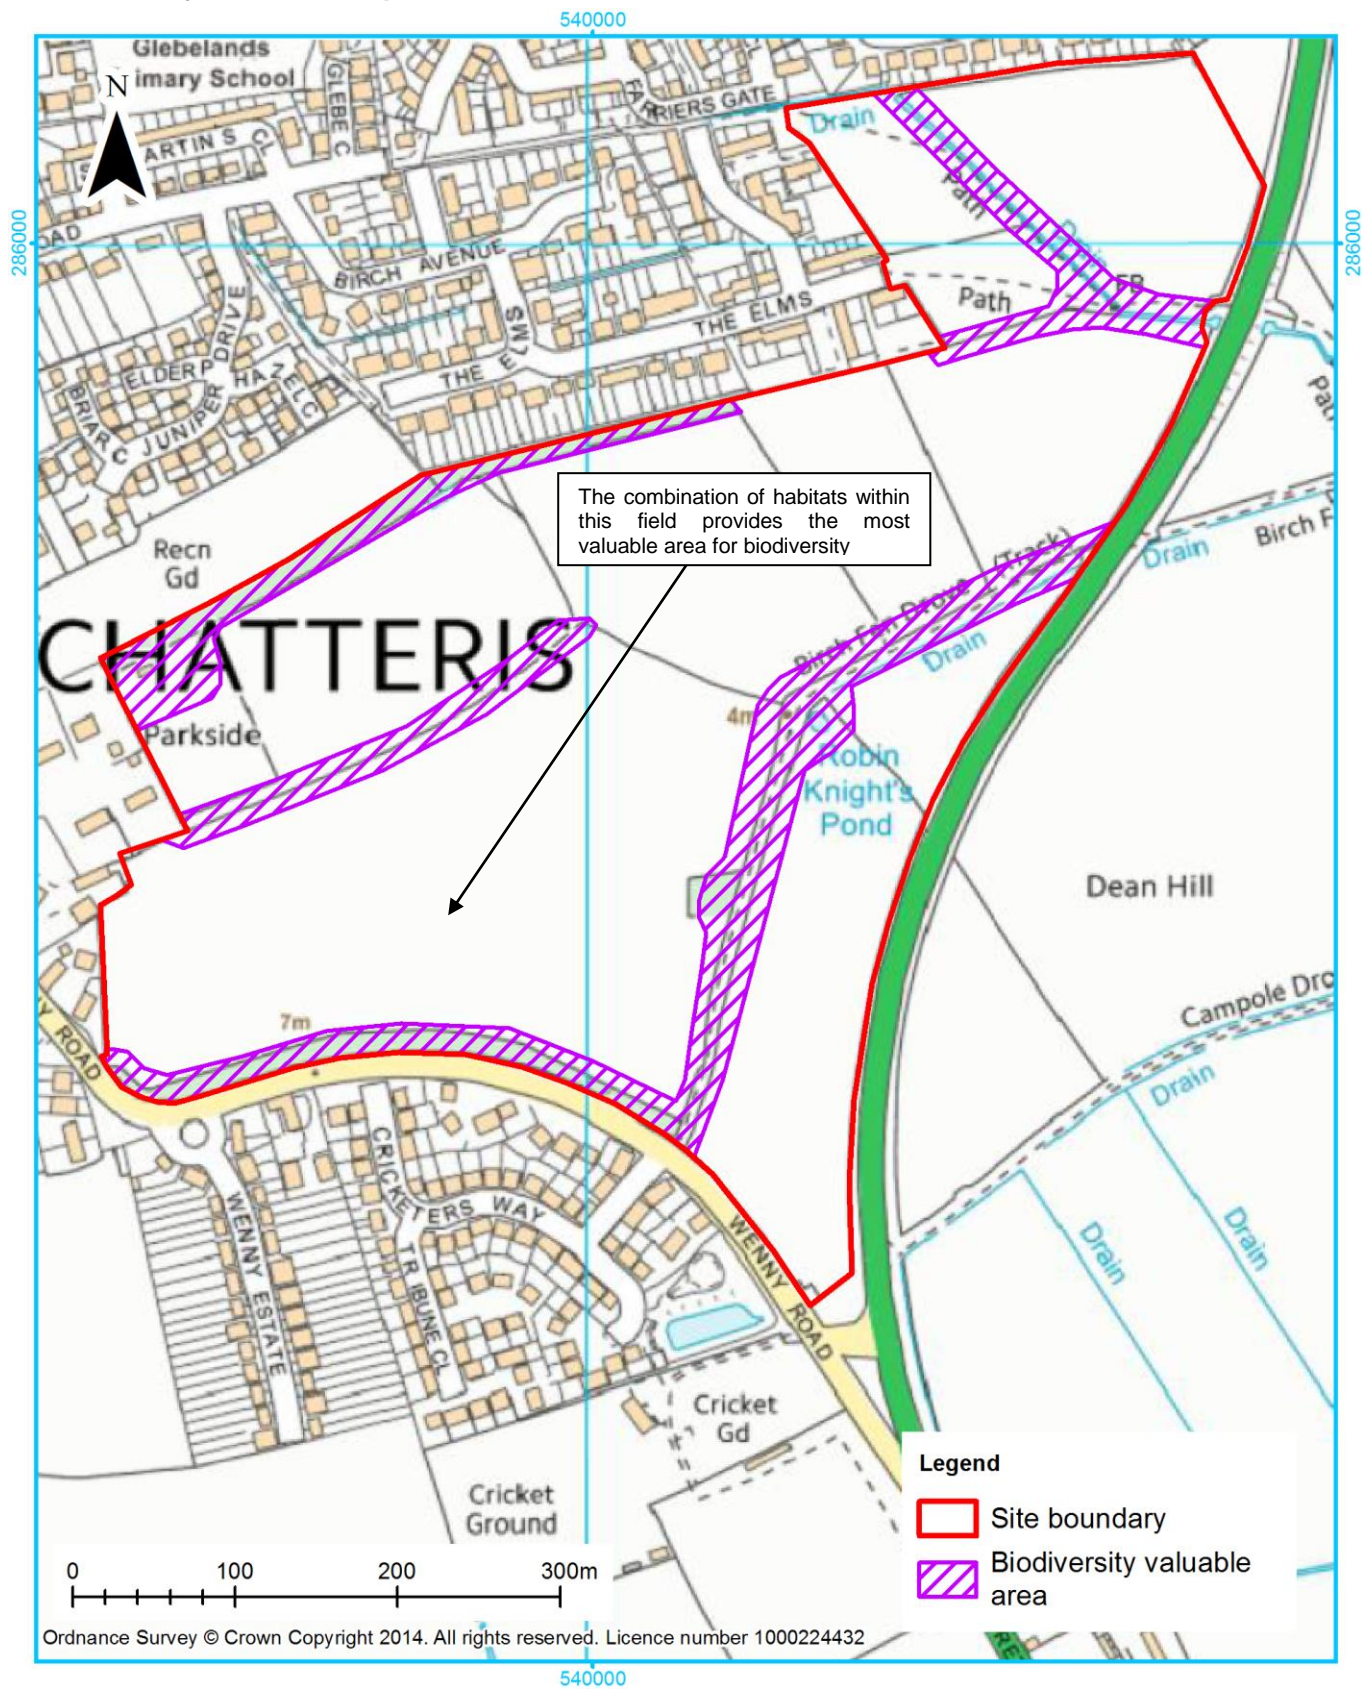 540000
Glebelands
imary School
N
GLEBE C
FARRIERS GATE
Drain
ARTIN S CL
Path
286000
286000
OAD
BIRCH AVENUE
Drain
FB
Path
THE ELMS
THE ELMS
ELDER P
DRIVE
JUNIPER
HAZEL C
BRIAR C
Path
The combination of habitats within
this field provides the most
valuable area for biodiversity
Recn
Gd
Birch Fen Drove (Track)
Drain
Birch F
Drain
CHATTERIS
Parkside
4m
Robin
Knight's
Pond
Dean Hill
7m
Y ROAD
Campole Dro
Drain
CRICKETERS WAY
WENNY ESTATE
TRIBUNE CL
WENNY ROAD
Drain
Drain
Cricket
Gd
Cricket
Ground
Legend
Site boundary
Biodiversity valuable
area
0 100 200 300m
Ordnance Survey © Crown Copyright 2014. All rights reserved. Licence number 1000224432
540000